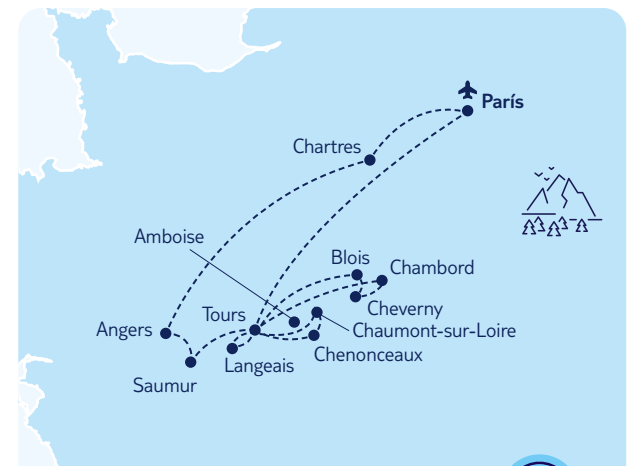 París
Chartres
Amboise
Blois
Chambord
Cheverny
Tours
Chaumont-sur-Loire
Angers
Chenonceaux
Langeais
Saumur